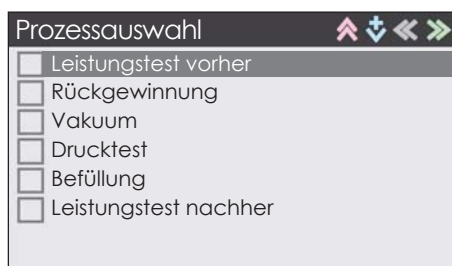 Prozessauswahl
Leistungstest vorher
Rückgewinnung
Vakuum
Drucktest
Befüllung
Leistungstest nachher